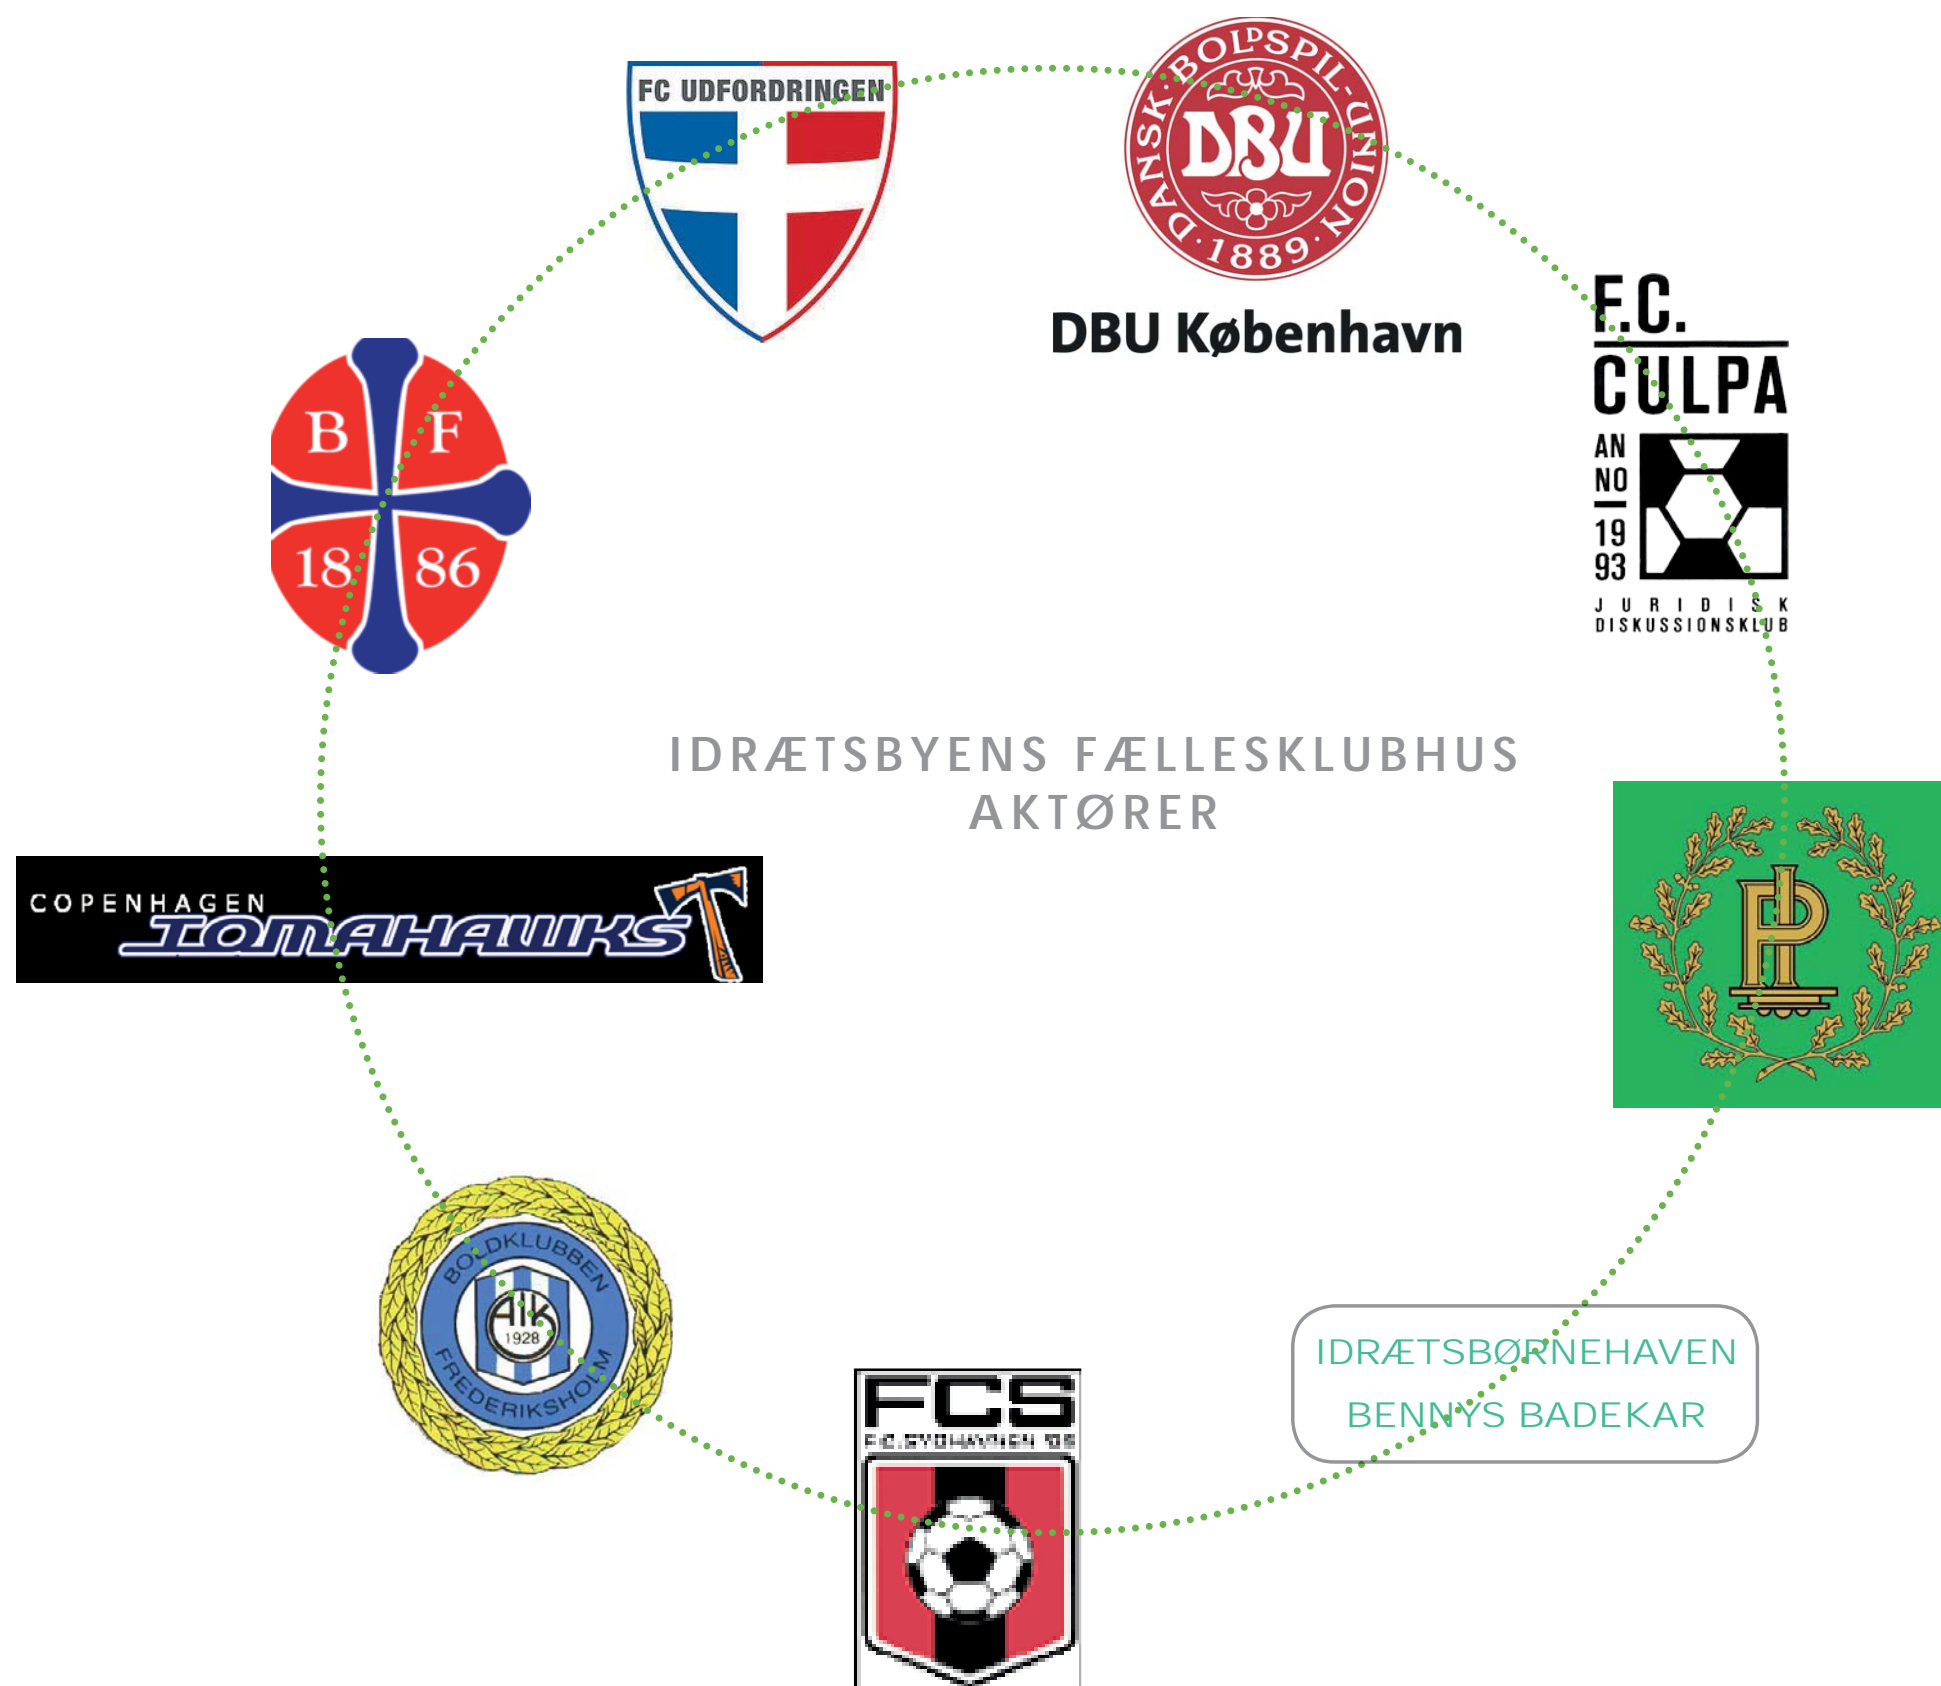 FC UDFORDRINGEN
DANSK·BOLDSPIL-UNION
·1889·
DBU
DBU København
F.C.
CULPA
AN
NO
19
93
JURIDISK
DISKUSSIONSKLUB
B F
18 86
IDRÆTSBYENS FÆLLESKLUBHUS
AKTØRER
COPENHAGEN
TOMAHAWKS
PI
BOLDKLUBBEN
AIK
1928
FREDERIKSHOLM
IDRÆTSBØRNEHAVEN
BENNYS BADEKAR
FCS